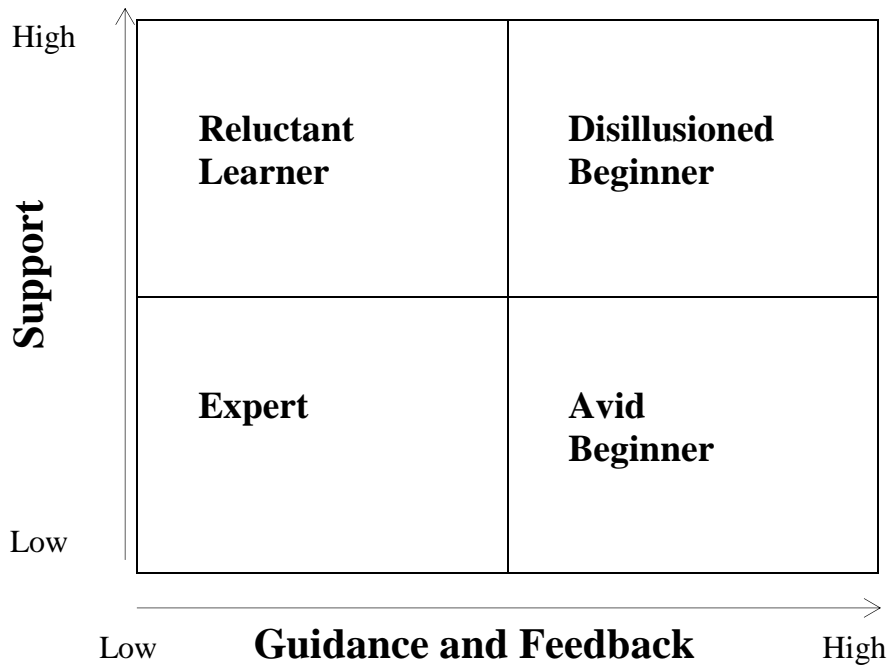 High
Reluctant
Learner
Disillusioned
Beginner
Support
Expert
Avid
Beginner
Low
Low
Guidance and Feedback
High